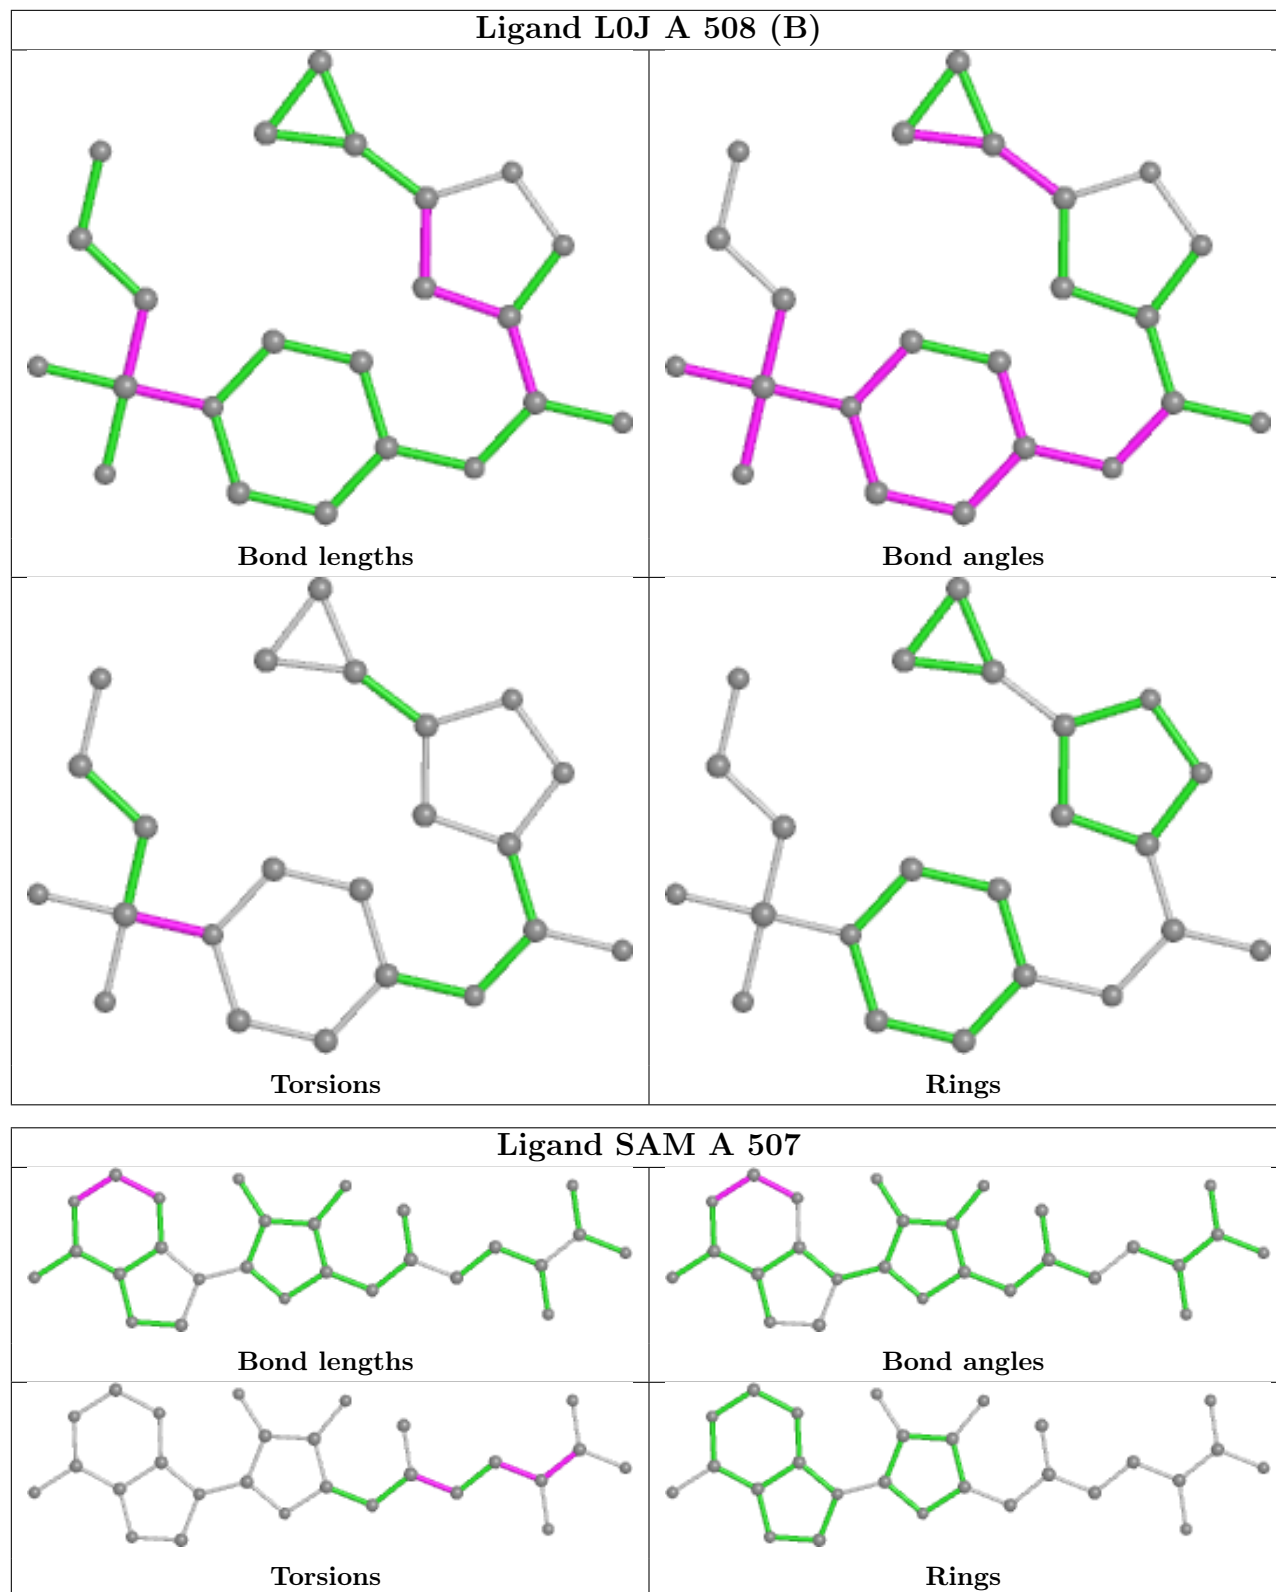 Ligand L0J A 508 (B)
Bond lengths
Bond angles
Torsions
Rings
Ligand SAM A 507
Bond lengths
Bond angles
Torsions
Rings